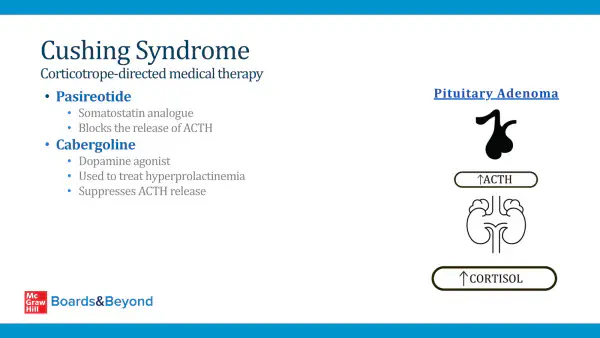 Cushing Syndrome
Corticotrope-directed medical therapy
• Pasireotide
• Somatostatin analogue
• Blocks the release of ACTH
• Cabergoline
• Dopamine agonist
• Used to treat hyperprolactinemia
• Suppresses ACTH release
Pituitary Adenoma
↑ACTH
↑CORTISOL
Mc
Graw
Hill
Boards&Beyond